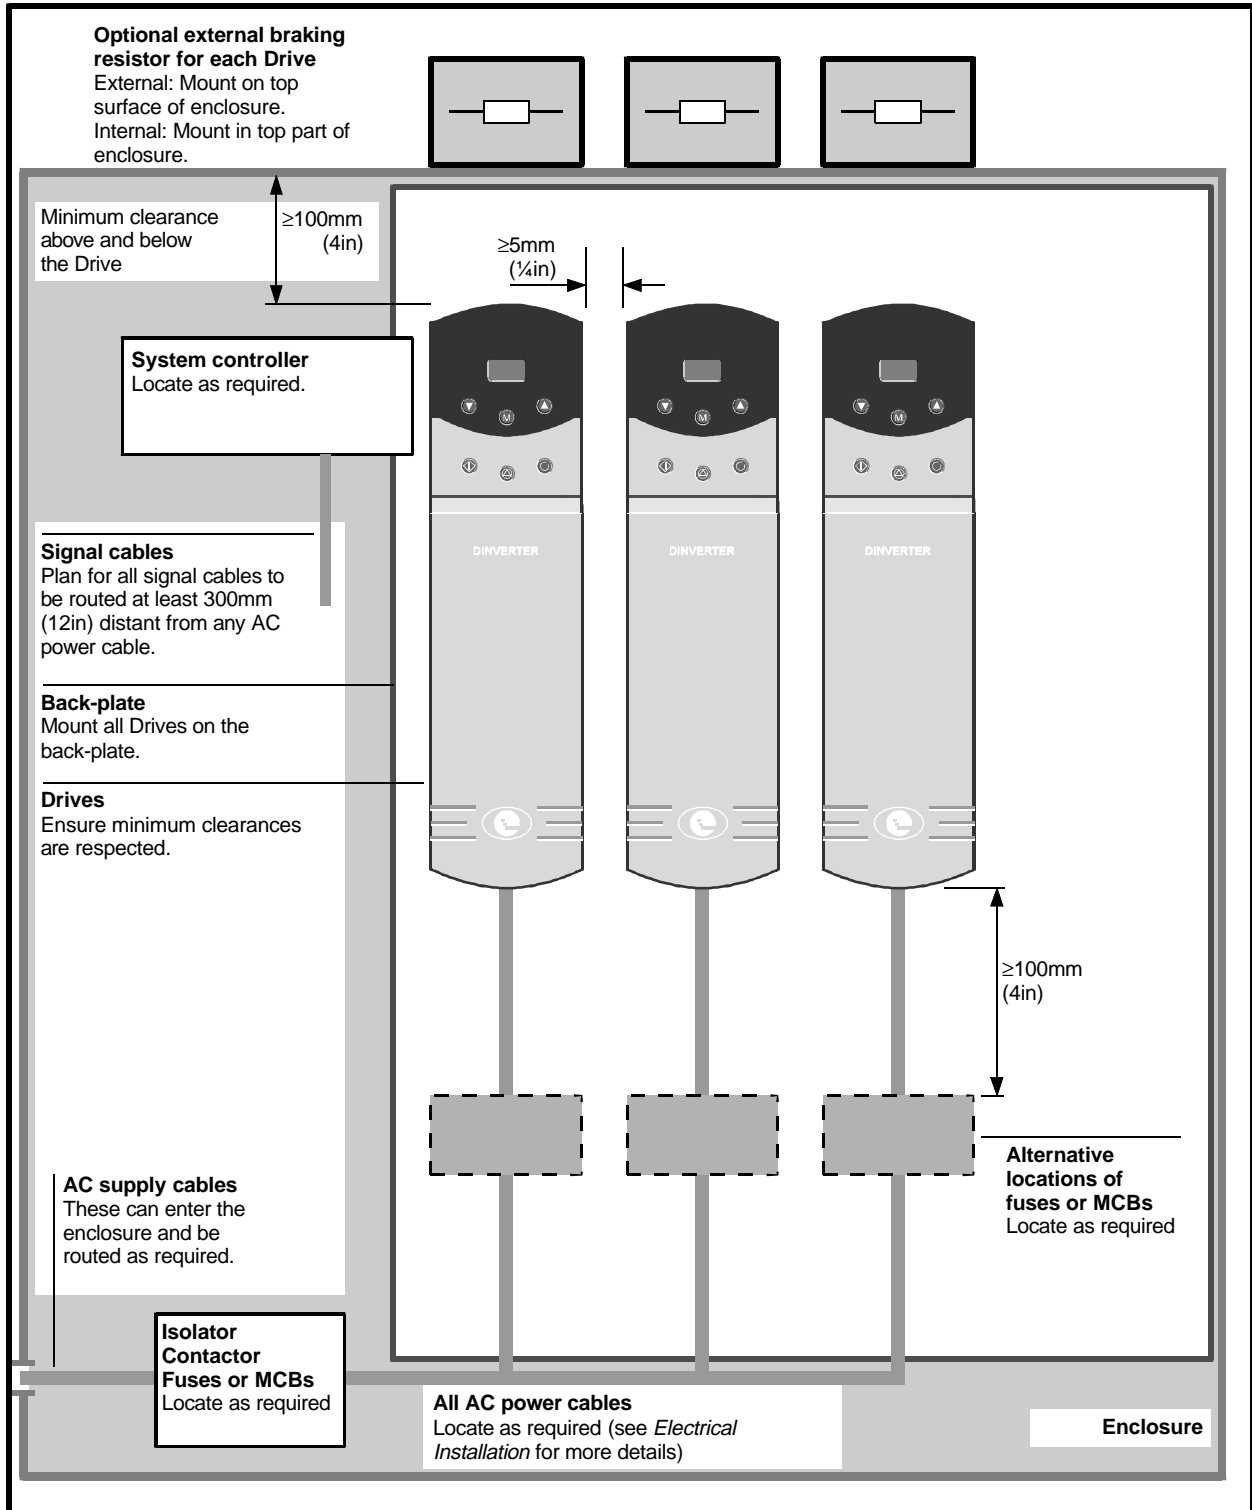 Optional external braking
resistor for each Drive
External: Mount on top
surface of enclosure.
Internal: Mount in top part of
enclosure.
Minimum clearance
above and below
the Drive
≥100mm
(4in)
≥5mm
(¼in)
System controller
Locate as required.
M
M
M
Signal cables
Plan for all signal cables to
be routed at least 300mm
(12in) distant from any AC
power cable.
DINVERTER
DINVERTER
DINVERTER
Back-plate
Mount all Drives on the
back-plate.
Drives
Ensure minimum clearances
are respected.
≥100mm
(4in)
Alternative
locations of
fuses or MCBs
Locate as required
AC supply cables
These can enter the
enclosure and be
routed as required.
Isolator
Contactor
Fuses or MCBs
Locate as required
All AC power cables
Locate as required (see Electrical
Installation for more details)
Enclosure